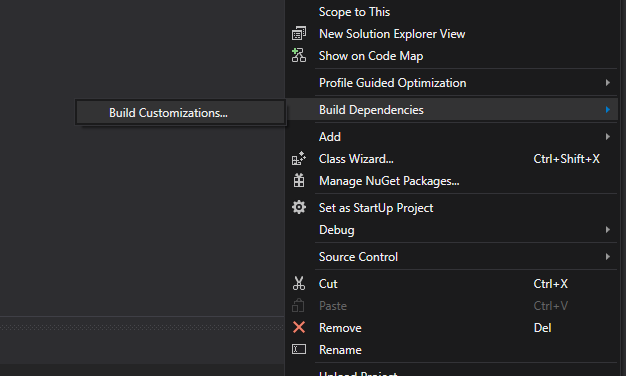 Scope to This
New Solution Explorer View
Show on Code Map
Profile Guided Optimization
Build Customizations...
Build Dependencies
Add
Class Wizard... Ctrl+Shift+X
Manage NuGet Packages...
Set as StartUp Project
Debug
Source Control
Cut Ctrl+X
Paste Ctrl+V
Remove Del
Rename
Unload Project